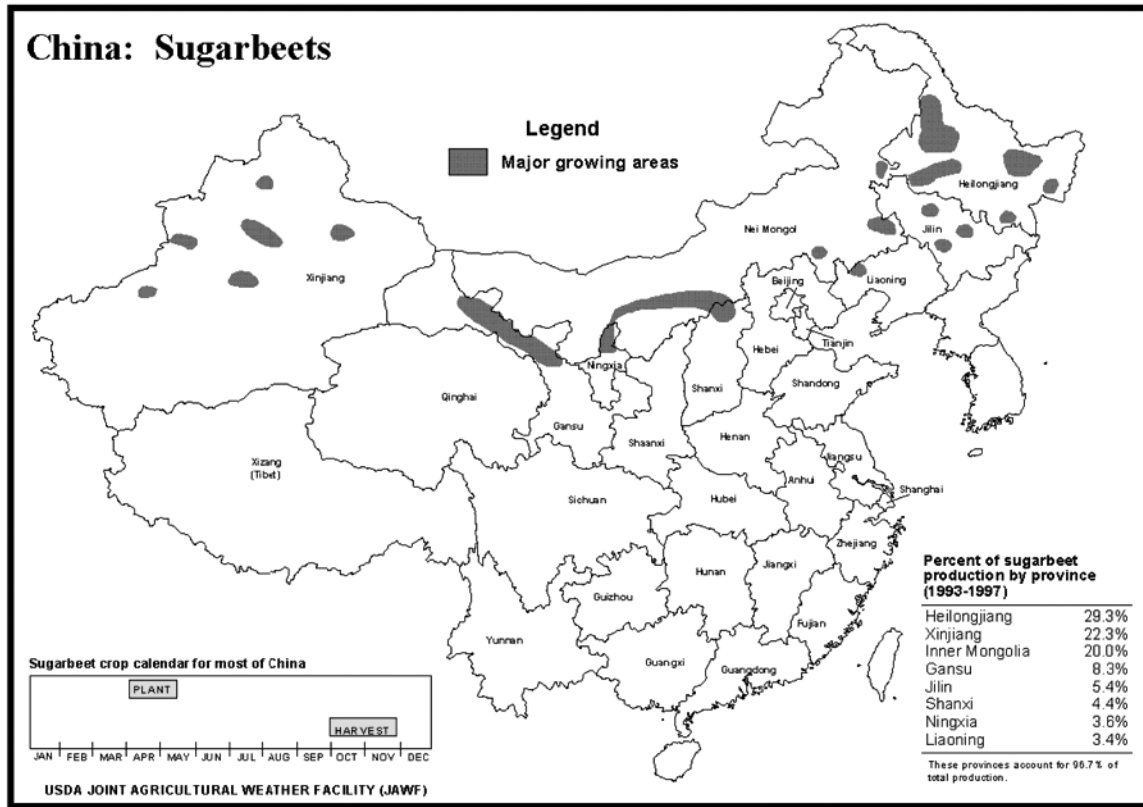 China:  Sugarbeets
Legend
Major growing areas
Heilongjiang
Nei Mongol
Jilin
Xinjiang
Liaoning
Beijing
Tianjin
Hebei
Ningxia
Shandong
Shanxi
Qinghai
Gansu
Shaanxi
Henan
Jiangsu
Xizang
(Tibet)
Anhui
Shanghai
Sichuan
Hubei
Zhejiang
Hunan
Jiangxi
Guizhou
Fujian
Yunnan
Guangxi
Guangdong
Percent of sugarbeet
production by province
(1993-1997)
Heilongjiang 29.3%
Xinjiang 22.3%
Inner Mongolia 20.0%
Gansu 8.3%
Jilin 5.4%
Shanxi 4.4%
Ningxia 3.6%
Liaoning 3.4%
These provinces account for 96.7% of
total production.
Sugarbeet crop calendar for most of China
PLANT
HARVEST
JAN FEB MAR APR MAY JUN JUL AUG SEP OCT NOV DEC
USDA JOINT AGRICULTURAL WEATHER FACILITY (JAWF)